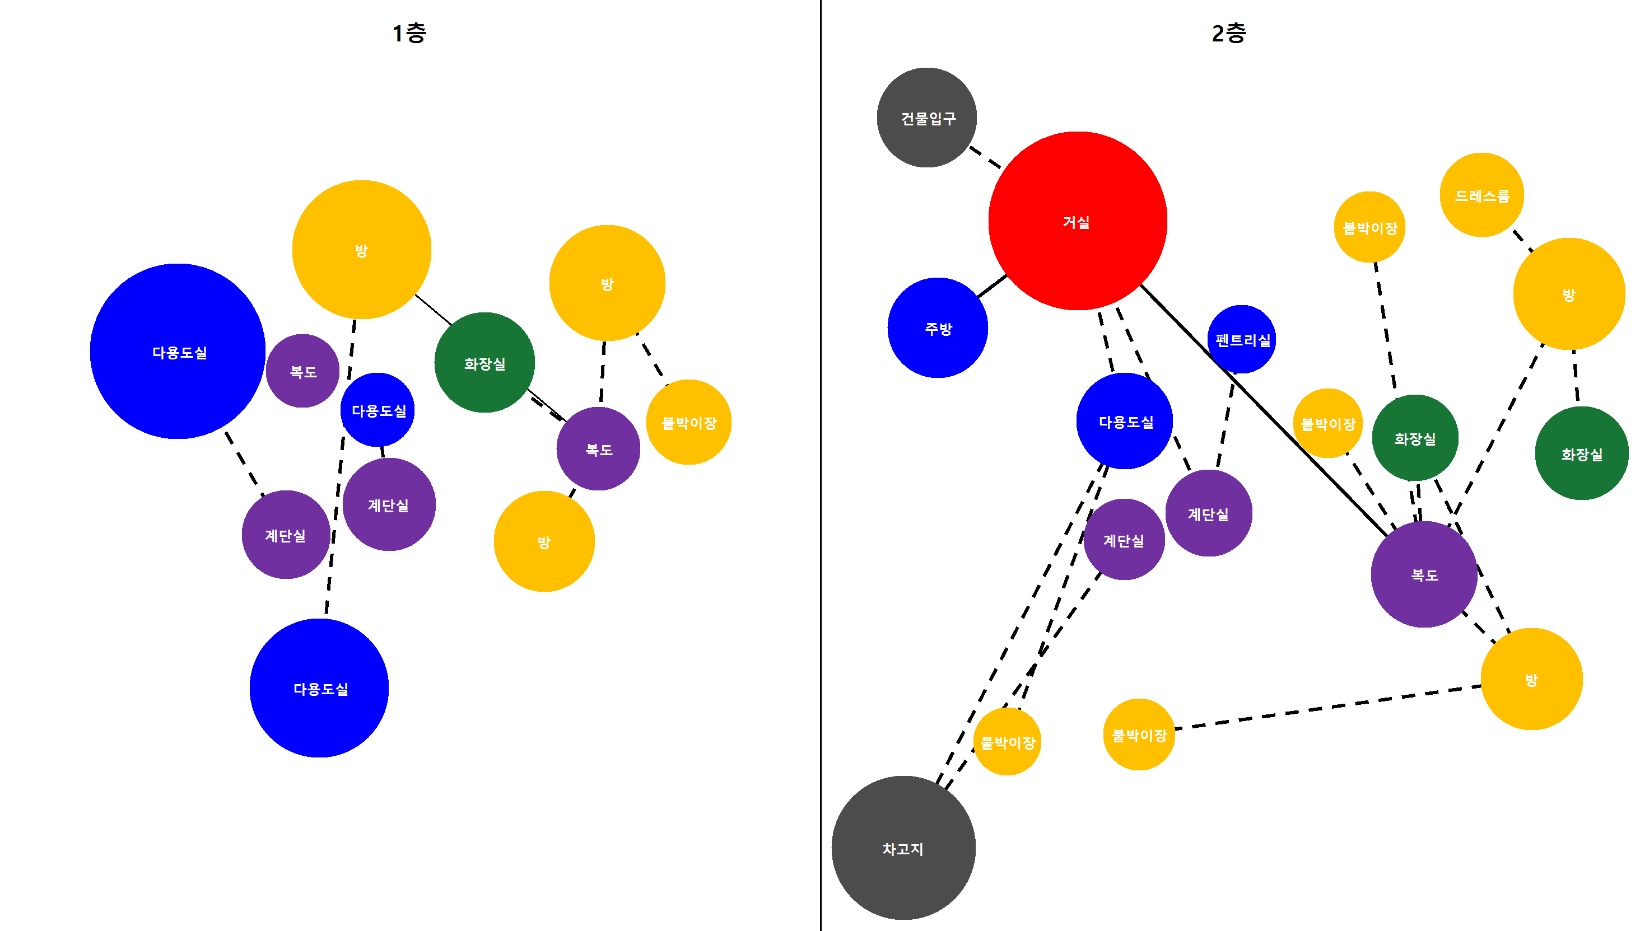 1층
방
방
다용도실
화장실
복도
다용도실
붙박이장
복도
계단실
계단실
방
다용도실
2층
건물입구
드레스룸
거실
붙박이장
방
주방
펜트리실
다용도실
붙박이장
화장실
화장실
계단실
계단실
복도
방
붙박이장
붙박이장
차고지